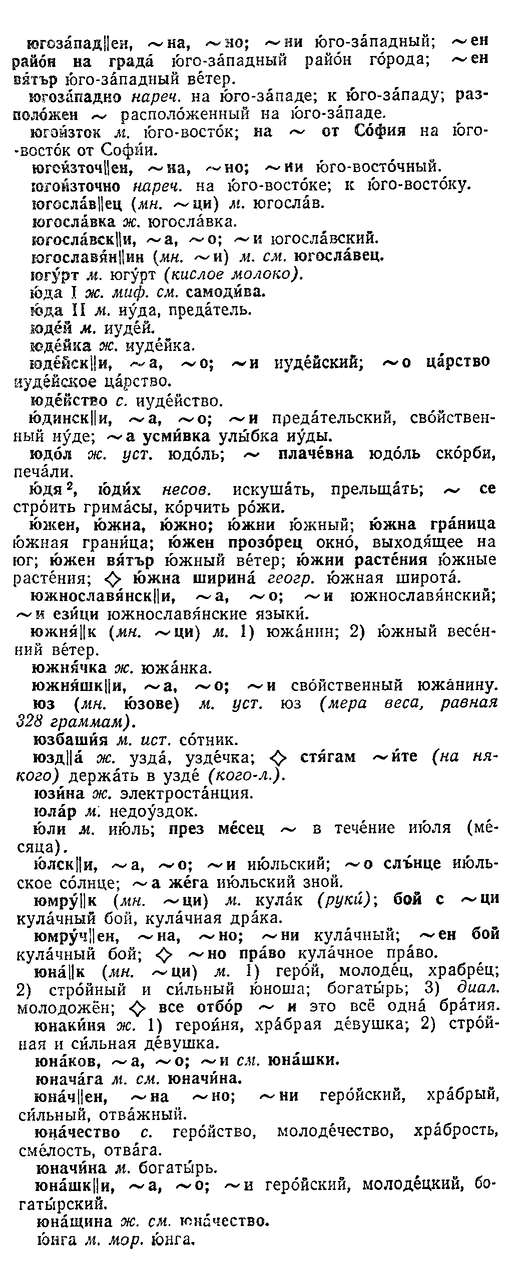 югоза́пад||ен, ~на, ~но; ~ни ю́го-за́падный; ~ен
райо́н на града́ ю́го-за́падный райо́н го́рода; ~ен
вя́тър ю́го-за́падный ве́тер.
югоза́падно нареч. на ю́го-за́паде; к ю́го-за́паду; раз-
поло́жен ~ располо́женный на ю́го-за́паде.
югои́зток м. ю́го-восто́к; на ~ от Со́фия на ю́го-
-восто́к от Софи́и.
югои́зточ||ен, ~на, ~но; ~ни ю́го-восто́чный.
югои́зточно нареч. на ю́го-восто́ке; к ю́го-восто́ку.
югосла́в||ец (мн. ~ци) м. югосла́в.
югосла́вка ж. югосла́вка.
югосла́вск||и, ~а, ~о; ~и югосла́вский.
югославя́н||ин (мн. ~и) м. см. югосла́вец.
югу́рт м. югу́рт (кислое молоко).
ю́да I ж. миф. см. самоди́ва.
ю́да II м. иу́да, преда́тель.
юде́й м. иуде́й.
юде́йка ж. иуде́йка.
юде́йск||и, ~а, ~о; ~и иуде́йский; ~о ца́рство
иуде́йское ца́рство.
юде́йство с. иуде́йство.
ю́динск||и, ~а, ~о; ~и преда́тельский, сво́йствен-
ный иу́де; ~а усми́вка улы́бка иу́ды.
юдо́л ж. уст. юдо́ль; ~ плаче́вна юдо́ль ско́рби,
печа́ли.
ю́дя², ю́дих несов. искуша́ть, прельща́ть; ~ се
стро́ить грима́сы, ко́рчить ро́жи.
ю́жен, ю́жна, ю́жно; ю́жни ю́жный; ю́жна грани́ца
ю́жная грани́ца; ю́жен прозо́рец окно́, выходя́щее на
юг; ю́жен вя́тър ю́жный ве́тер; ю́жни расте́ния ю́жные
расте́ния; ◇ ю́жна ширина́ геогр. ю́жная широта́.
южнославя́нск||и, ~а, ~о; ~и южнославя́нский;
~и ези́ци южнославя́нские языки́.
южня́||к (мн. ~ци) м. 1) южа́нин; 2) ю́жный весе́н-
ний ве́тер.
южня́чка ж. южа́нка.
южня́шк||и, ~а, ~о; ~и сво́йственный южа́нину.
юз (мн. ю́зове) м. уст. юз (мера веса, равная
328 граммам).
юзбаши́я м. ист. со́тник.
юзд||а́ ж. узда́, узде́чка; ◇ стя́гам ~и́те (на ня-
кого) держа́ть в узде́ (кого-л.).
юзи́на ж. электроста́нция.
юла́р м. недоу́здок.
ю́ли м. ию́ль; през ме́сец ~ в тече́ние ию́ля (ме́-
сяца).
ю́лск||и, ~а, ~о; ~и ию́льский; ~о слъ́нце ию́ль-
ское со́лнце; ~а же́га ию́льский зной.
юмру́||к (мн. ~ци) м. кула́к (руки́); бой с ~ци
кула́чный бой, кула́чная дра́ка.
юмру́ч||ен, ~на, ~но; ~ни кула́чный; ~ен бой
кула́чный бой; ◇ ~но пра́во кула́чное пра́во.
юна́||к (мн. ~ци) м. 1) геро́й, молоде́ц, храбре́ц;
2) стро́йный и си́льный ю́ноша; богаты́рь; 3) диал.
молодожён; ◇ все отбо́р ~ и это всё одна́ бра́тия.
юнаки́ня ж. 1) герои́ня, хра́брая де́вушка; 2) стро́й-
ная и си́льная де́вушка.
юна́ков, ~а, ~о; ~и см. юна́шки.
юнача́га м. см. юначи́на.
юна́ч||ен, ~на ~но; ~ни геро́йский, хра́брый,
си́льный, отва́жный.
юна́чество с. геро́йство, молоде́чество, хра́брость,
сме́лость, отва́га.
юначи́на м. богаты́рь.
юна́шк||и, ~а, ~о; ~и геро́йский, молоде́цкий, бо-
гаты́рский.
юна́щина ж. см. юна́чество.
ю́нга м. мор. ю́нга.